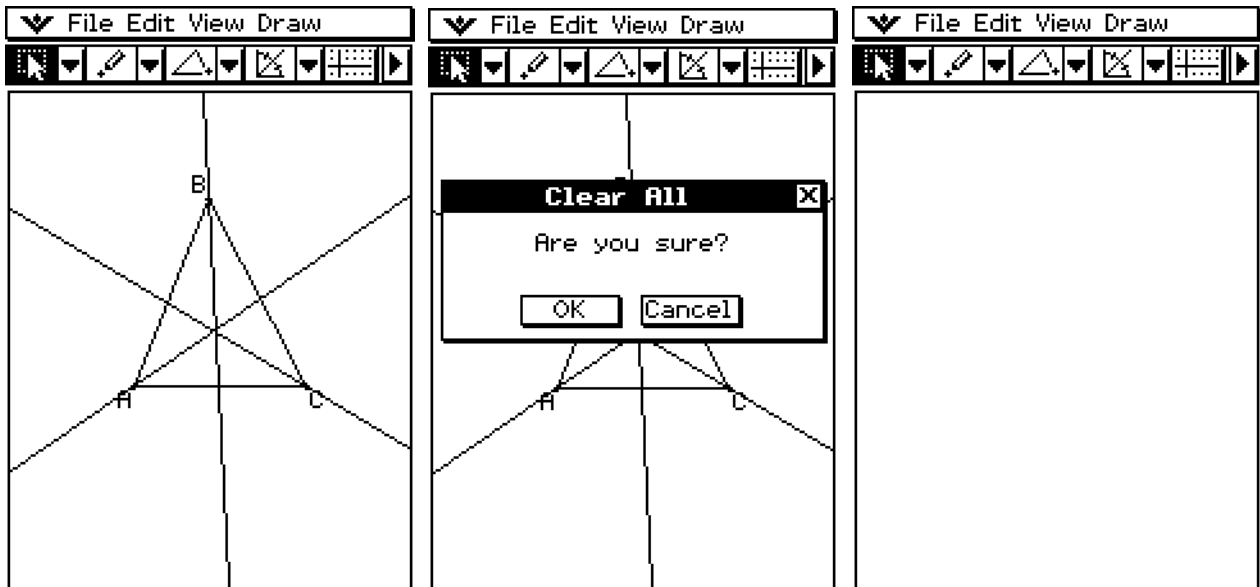 File Edit View Draw
B
A
C
File Edit View Draw
Clear All
Are you sure?
OK
Cancel
A
C
File Edit View Draw